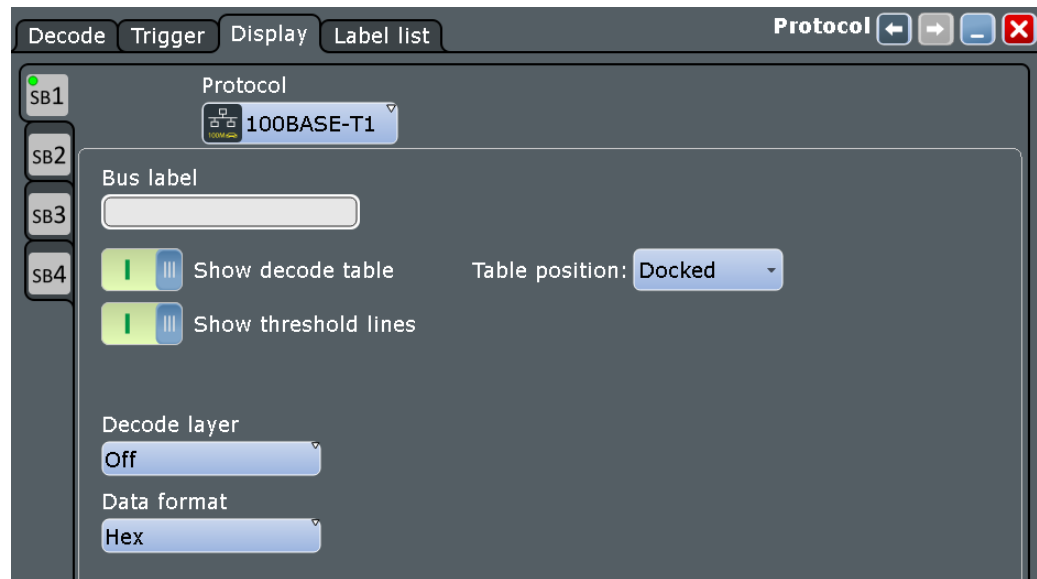 Decode Trigger Display Label list Protocol
SB1
Protocol
100M
100BASE-T1
SB2
Bus label
SB3
SB4
Show decode table Table position: Docked
Show threshold lines
Decode layer
Off
Data format
Hex